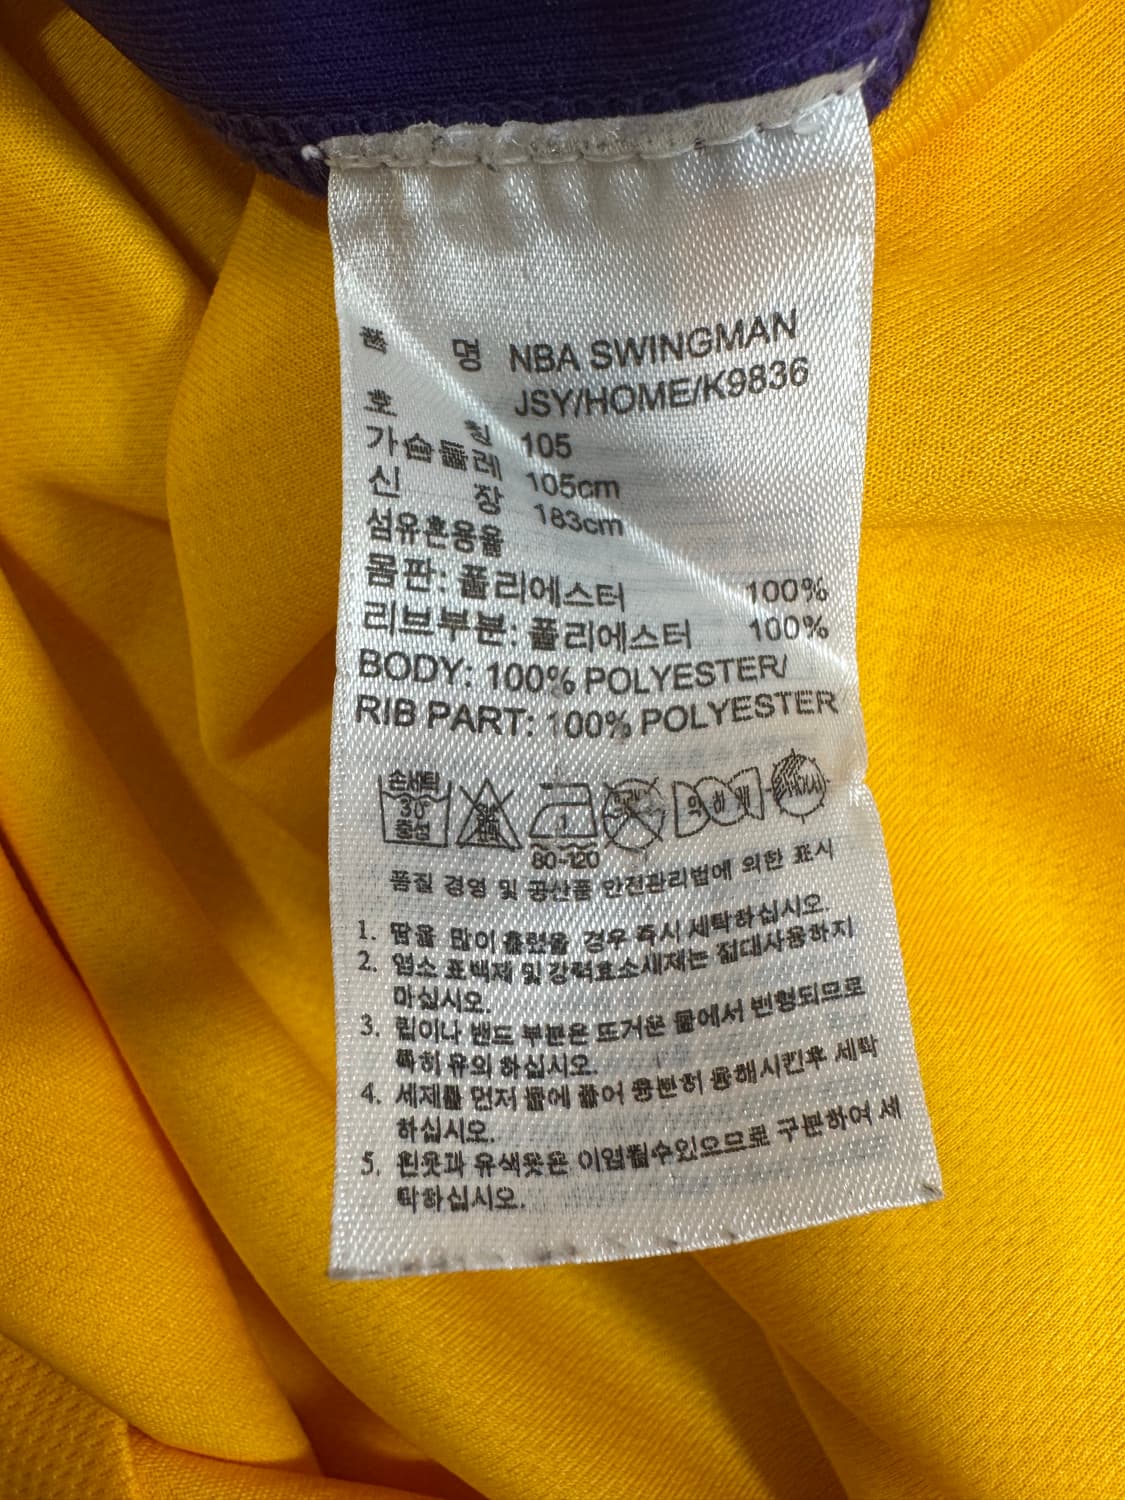 품 명 NBA SWINGMAN
JSY/HOME/K9836
호 칭 105
가슴둘레 105cm
신 장 183cm
섬유혼용율
몸판: 폴리에스터 100%
리브부분: 폴리에스터 100%
BODY: 100% POLYESTER/
RIB PART: 100% POLYESTER
손세탁
30°
중성
80-120
품질 경영 및 공산품 안전관리법에 의한 표시
1. 땀을 많이 흘렸을 경우 즉시 세탁하십시오.
2. 염소 표백제 및 강력효소세제는 절대사용하지
마십시오.
3. 립이나 밴드 부분은 뜨거운 물에서 변형되므로
특히 유의 하십시오.
4. 세제를 먼저 물에 풀어 충분히 용해시킨후 세탁
하십시오.
5. 흰옷과 유색옷은 이염될수있으므로 구분하여 세
탁하십시오.